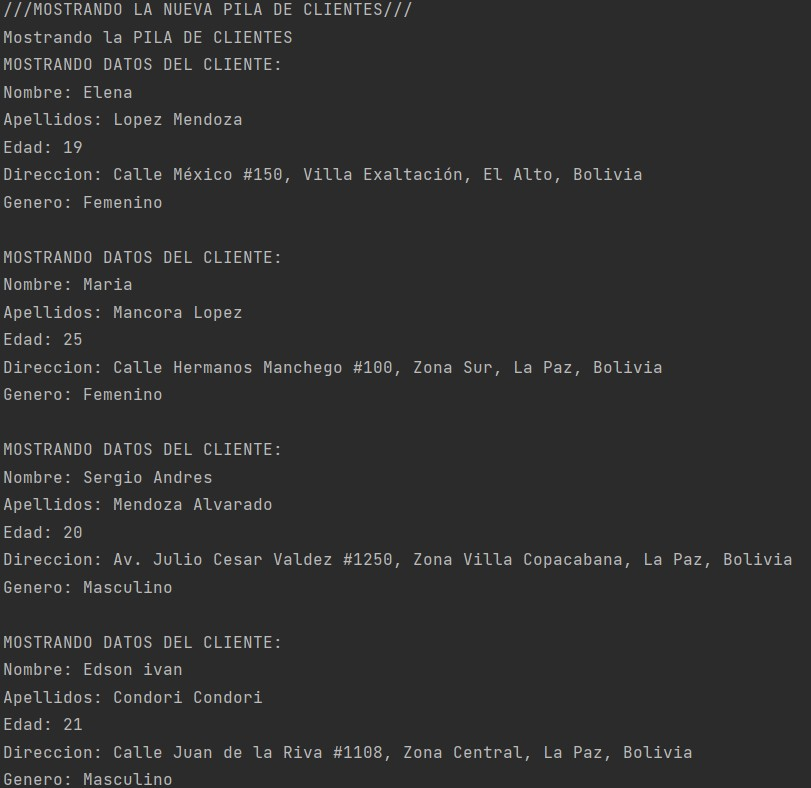 ///MOSTRANDO LA NUEVA PILA DE CLIENTES///
Mostrando la PILA DE CLIENTES
MOSTRANDO DATOS DEL CLIENTE:
Nombre: Elena
Apellidos: Lopez Mendoza
Edad: 19
Direccion: Calle México #150, Villa Exaltación, El Alto, Bolivia
Genero: Femenino

MOSTRANDO DATOS DEL CLIENTE:
Nombre: Maria
Apellidos: Mancora Lopez
Edad: 25
Direccion: Calle Hermanos Manchego #100, Zona Sur, La Paz, Bolivia
Genero: Femenino

MOSTRANDO DATOS DEL CLIENTE:
Nombre: Sergio Andres
Apellidos: Mendoza Alvarado
Edad: 20
Direccion: Av. Julio Cesar Valdez #1250, Zona Villa Copacabana, La Paz, Bolivia
Genero: Masculino

MOSTRANDO DATOS DEL CLIENTE:
Nombre: Edson ivan
Apellidos: Condori Condori
Edad: 21
Direccion: Calle Juan de la Riva #1108, Zona Central, La Paz, Bolivia
Genero: Masculino